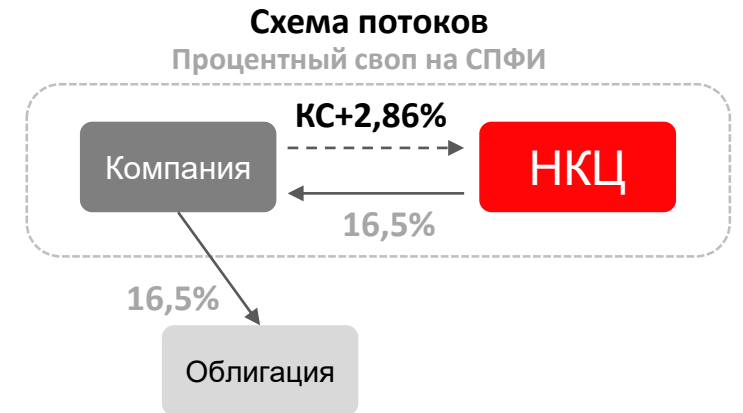 Схема потоков
Процентный своп на СПФИ
КС+2,86%
Компания
НКЦ
16,5%
16,5%
Облигация